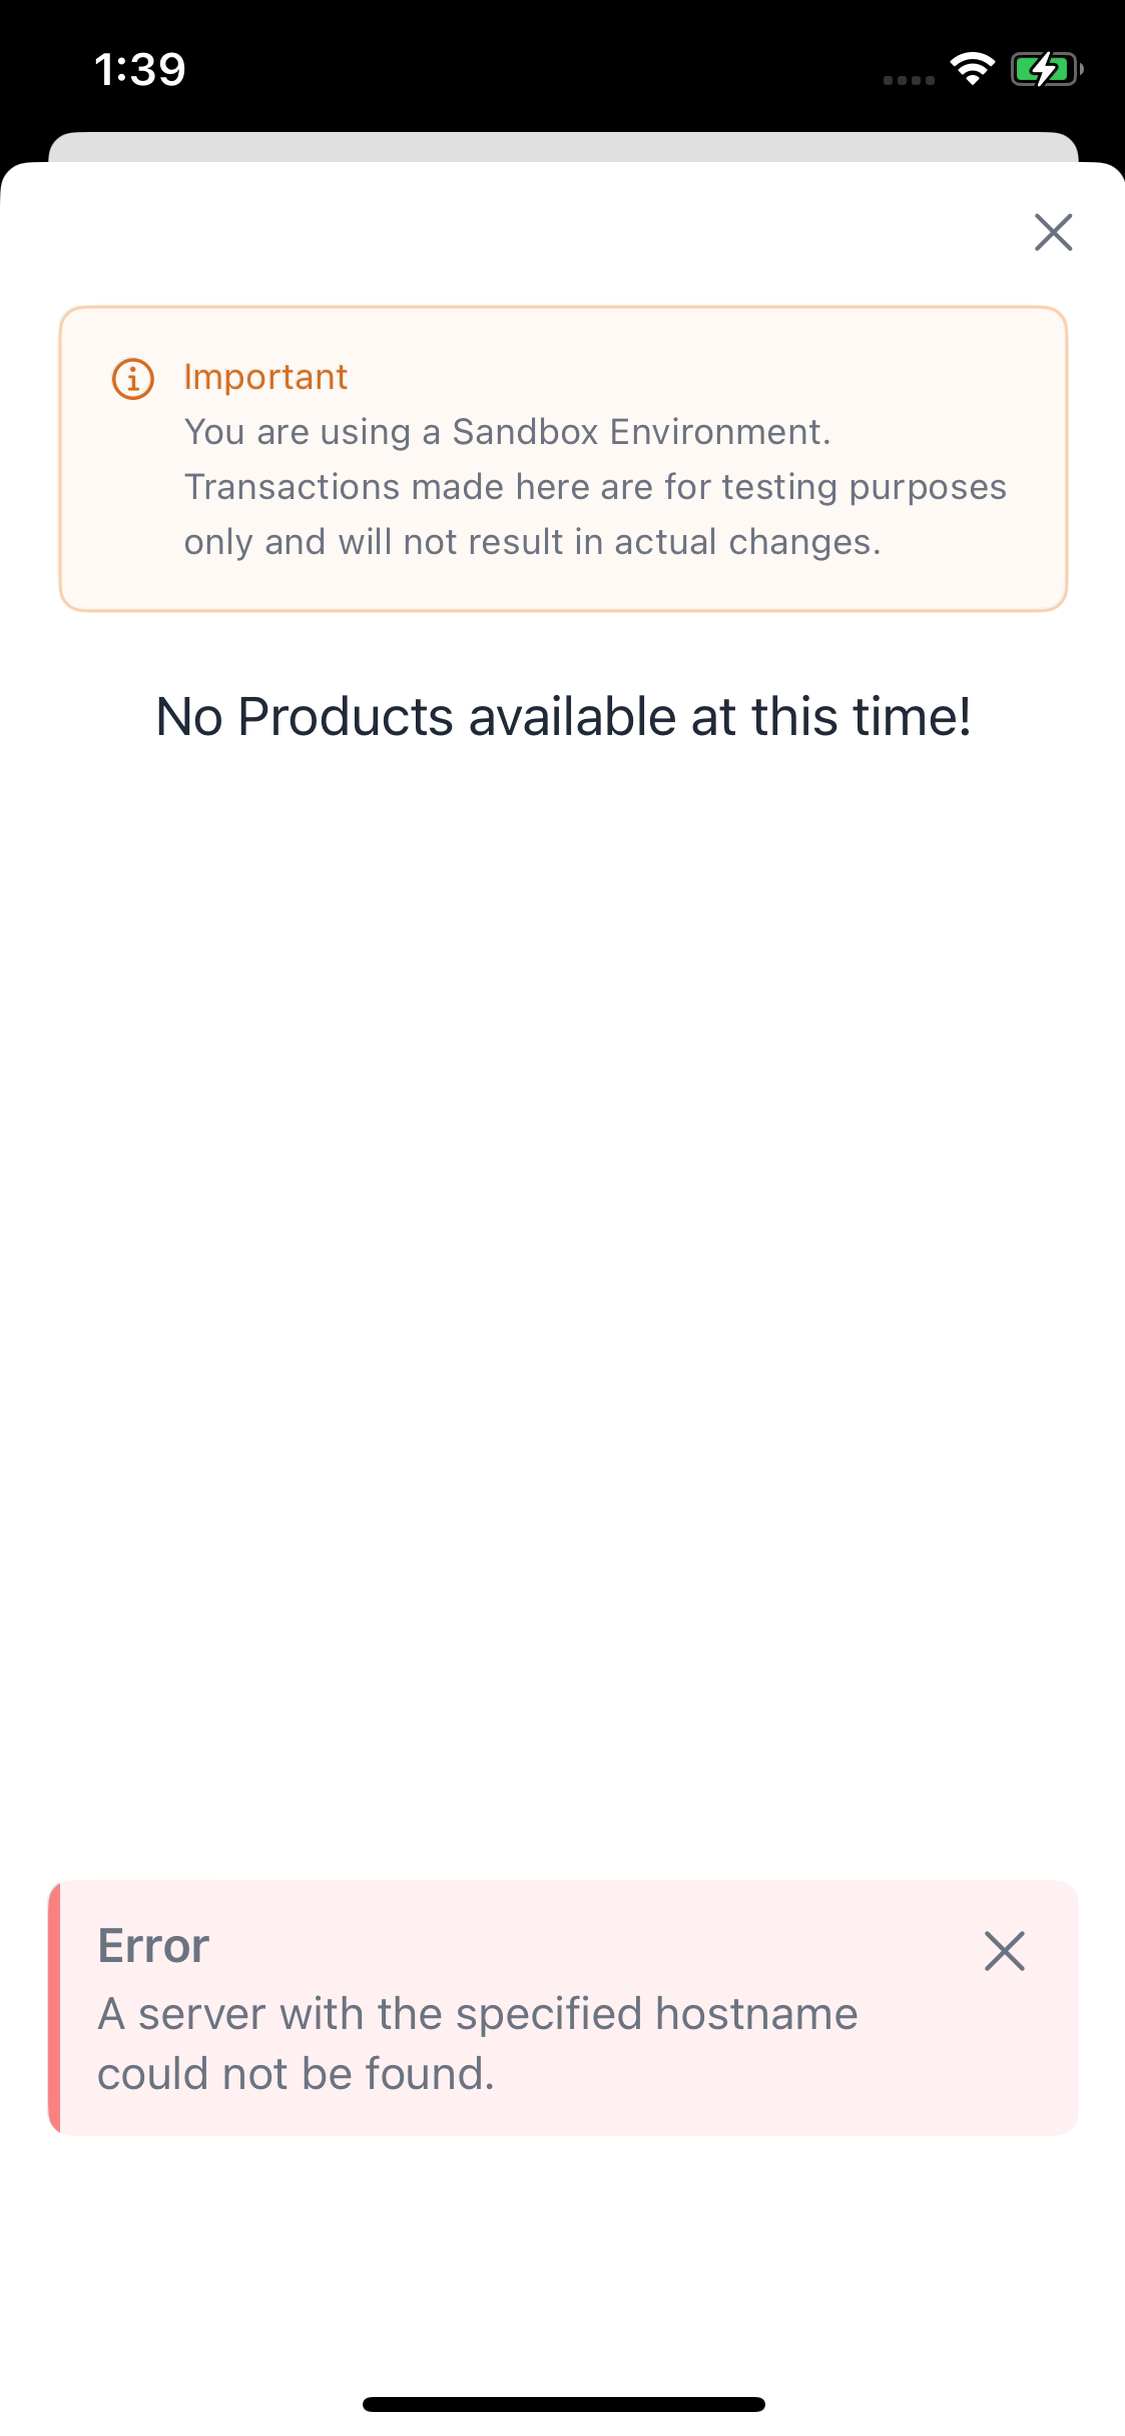 1:39
Important
You are using a Sandbox Environment.
Transactions made here are for testing purposes
only and will not result in actual changes.
No Products available at this time!
Error
A server with the specified hostname
could not be found.